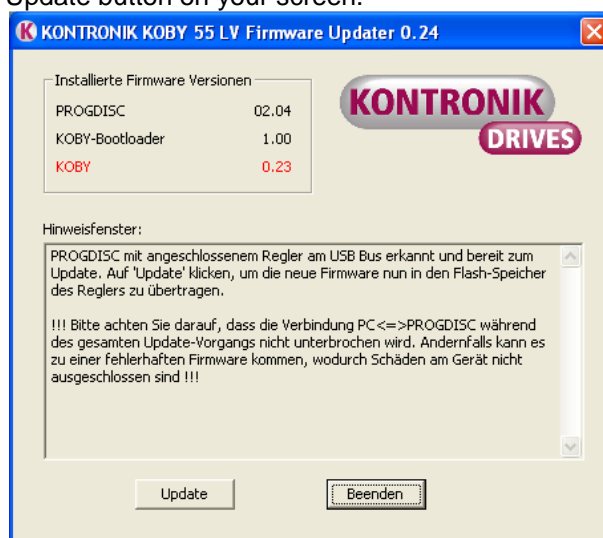 Update button on your screen.
KONTRONIK KOBY 55 LV Firmware Updater 0.24
Installierte Firmware Versionen
PROGDISC 02.04
KOBY-Bootloader 1.00
KOBY 0.23
KONTRONIK
DRIVES
Hinweisfenster:
PROGDISC mit angeschlossenem Regler am USB Bus erkannt und bereit zum
Update. Auf 'Update' klicken, um die neue Firmware nun in den Flash-Speicher
des Reglers zu übertragen.
!!! Bitte achten Sie darauf, dass die Verbindung PC<=>PROGDISC während
des gesamten Update-Vorgangs nicht unterbrochen wird. Andernfalls kann es
zu einer fehlerhaften Firmware kommen, wodurch Schäden am Gerät nicht
ausgeschlossen sind !!!
Update
Beenden